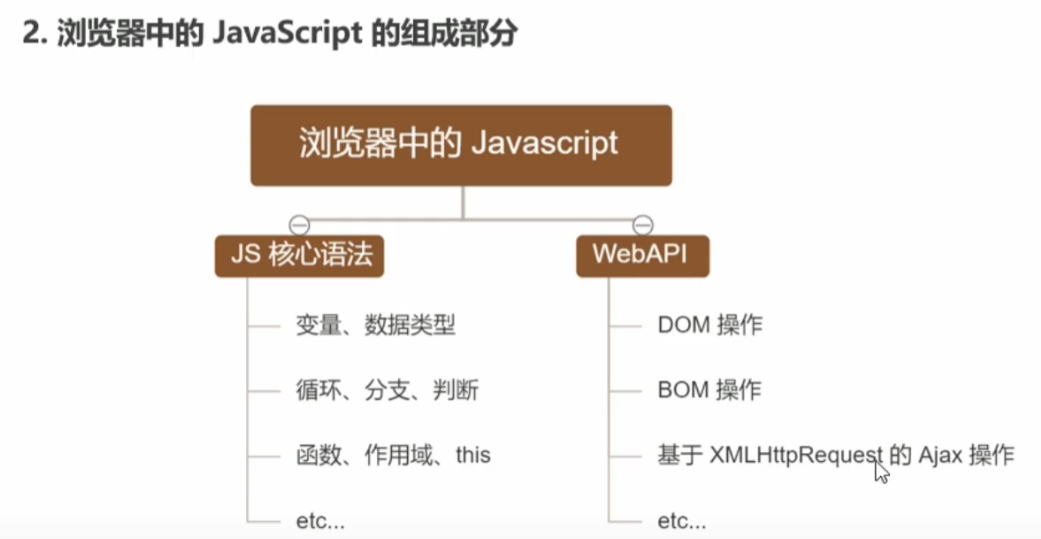 2. 浏览器中的 JavaScript 的组成部分
浏览器中的 Javascript
JS 核心语法
变量、数据类型
循环、分支、判断
函数、作用域、this
etc...
WebAPI
DOM 操作
BOM 操作
基于 XMLHttpRequest 的 Ajax 操作
etc...